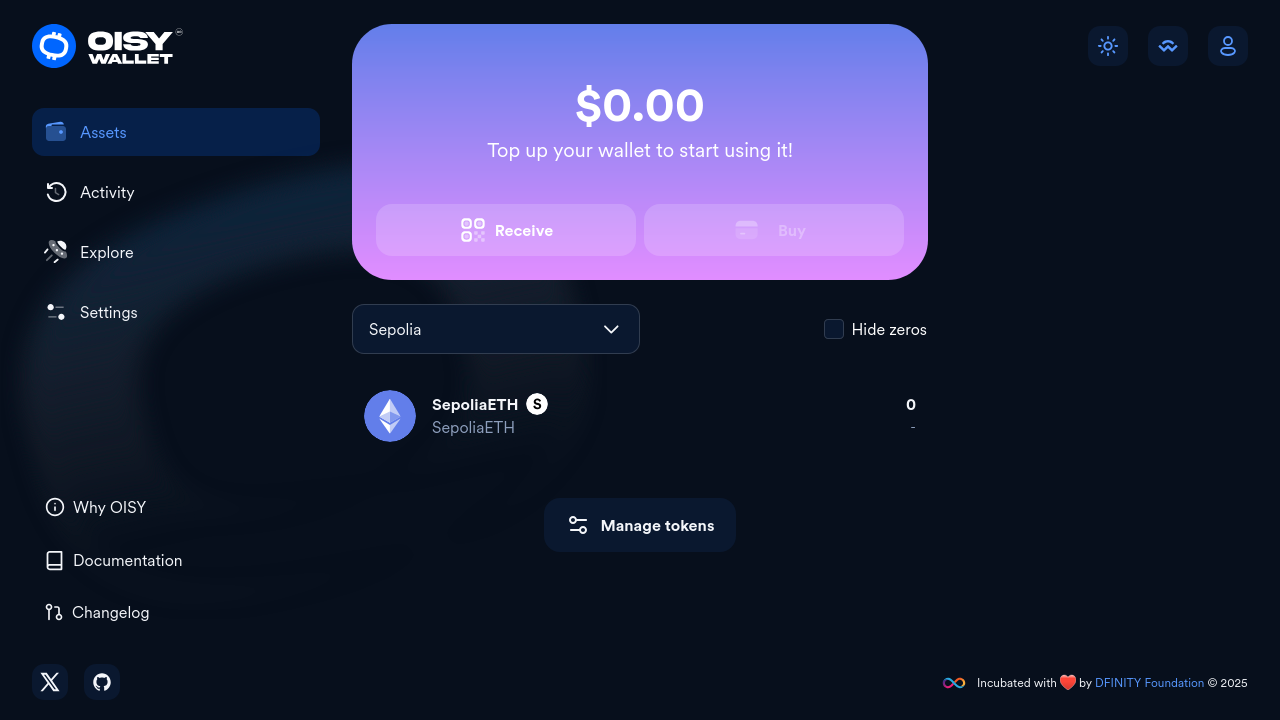 OISY
WALLET
Assets
Activity
Explore
Settings
Why OISY
Documentation
Changelog
$0.00
Top up your wallet to start using it!
Receive
Buy
Sepolia
Hide zeros
SepoliaETH S
0
SepoliaETH
-
Manage tokens
Incubated with ❤️ by DFINITY Foundation © 2025